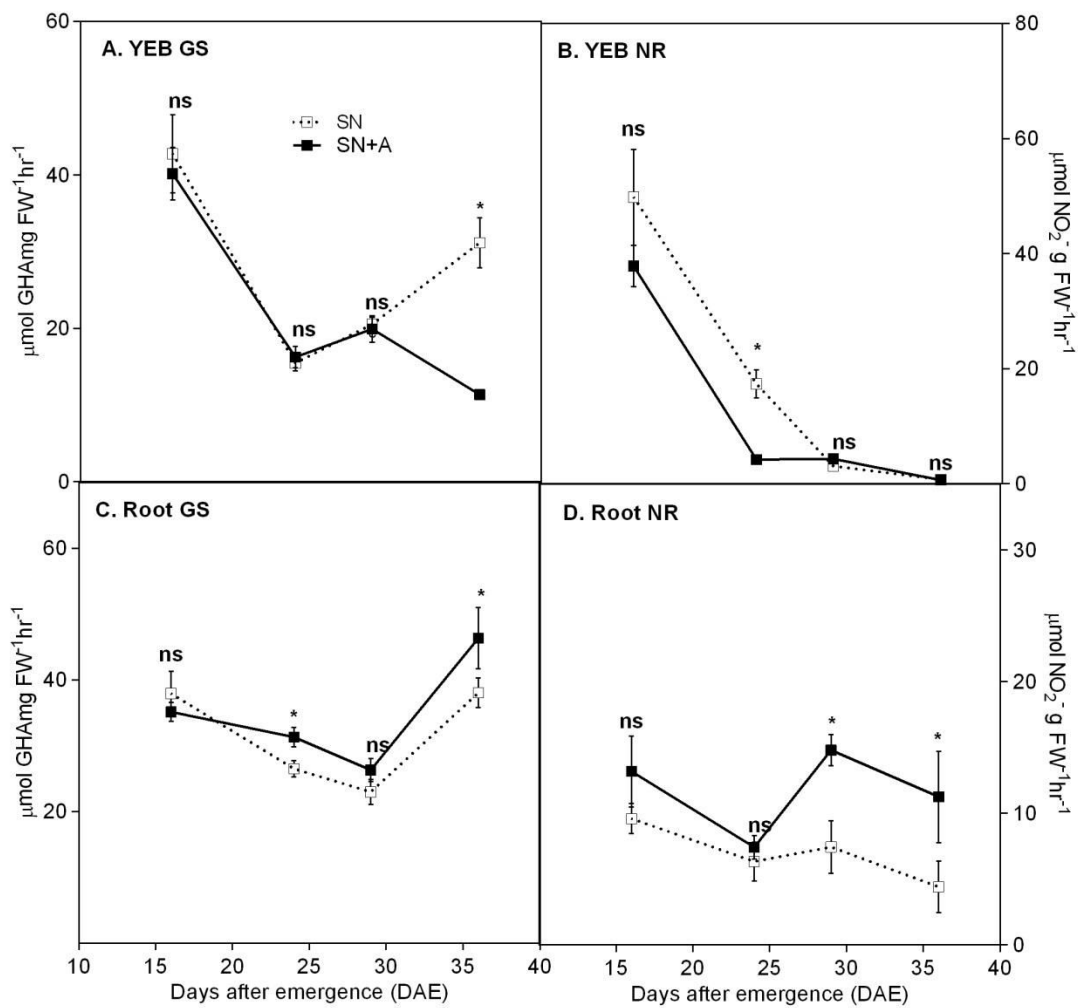 60
A. YEB GS
ns
SN
SN+A
40
*
ns
ns
20
0
μmol GHAmg FW⁻¹hr⁻¹
80
B. YEB NR
ns
60
40
*
20
ns
ns
0
μmol NO₂⁻ g FW⁻¹hr⁻¹
C. Root GS
60
*
ns
40
*
ns
20
μmol GHAmg FW⁻¹hr⁻¹
10 15 20 25 30 35 40
Days after emergence (DAE)
D. Root NR
30
20
ns
*
*
10
ns
0
μmol NO₂⁻ g FW⁻¹hr⁻¹
15 20 25 30 35 40
Days after emergence (DAE)